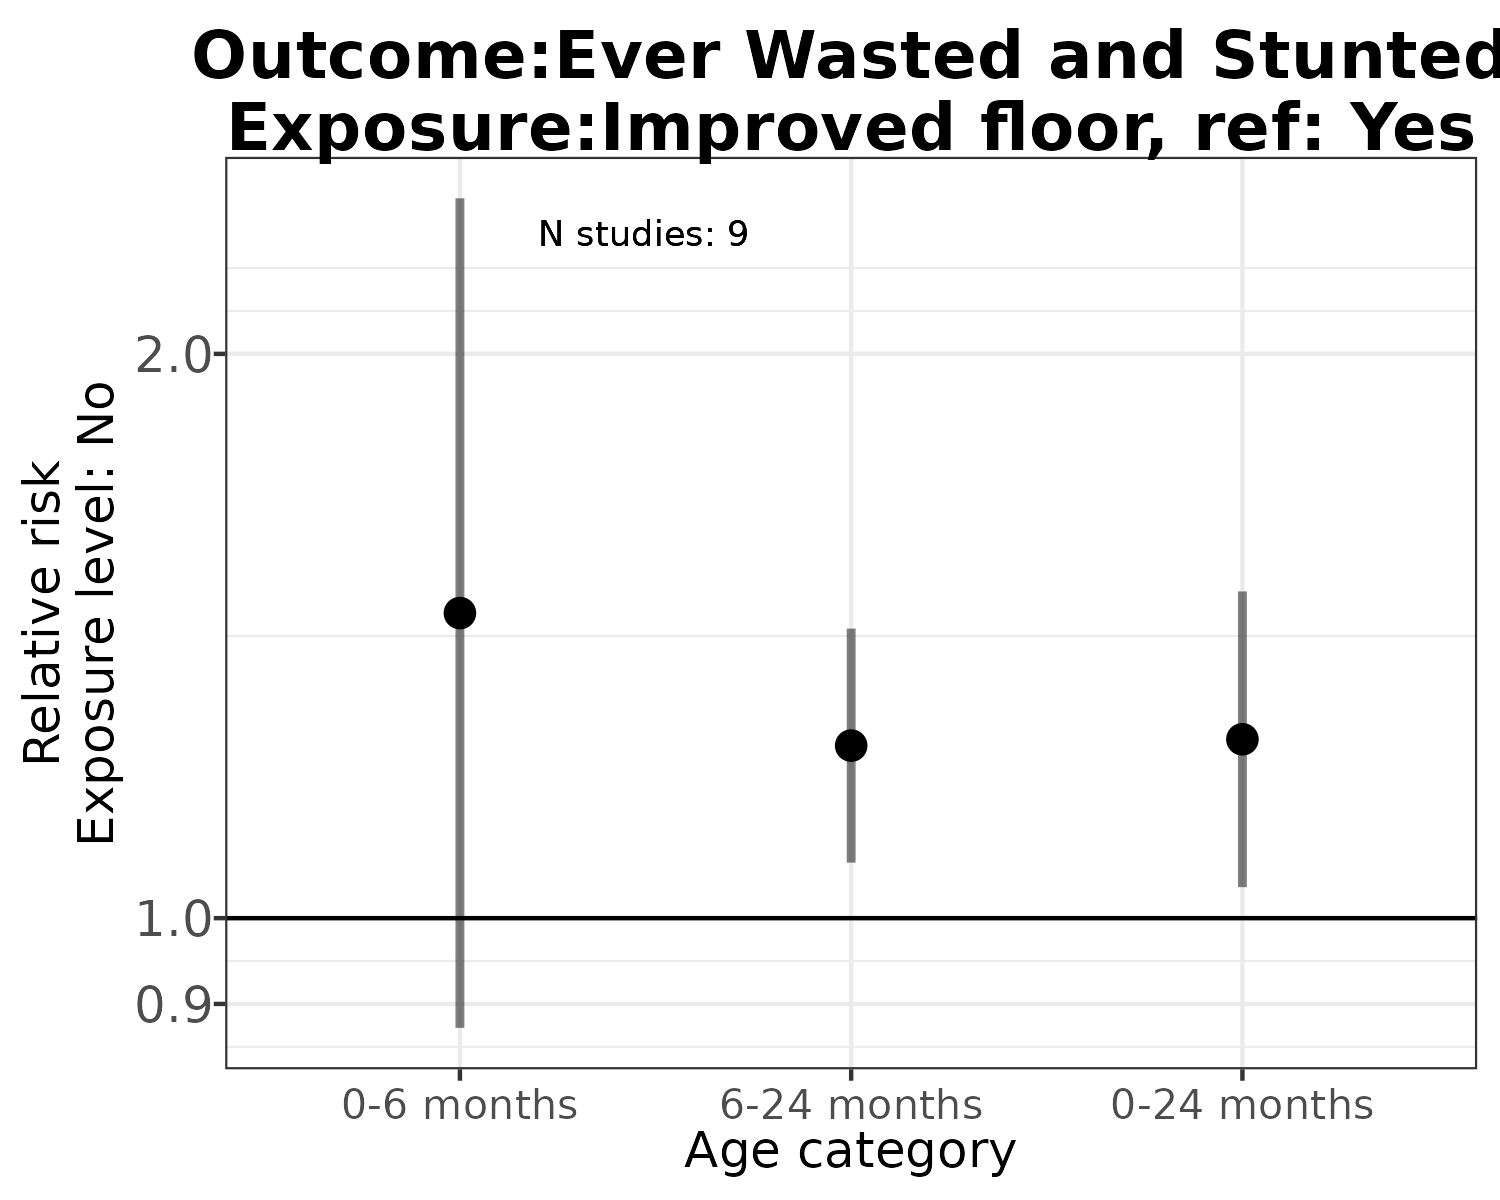 Outcome:Ever Wasted and Stunted
Exposure:Improved floor, ref: Yes
N studies: 9
Relative risk
Exposure level: No
2.0
1.0
0.9
0-6 months
6-24 months
0-24 months
Age category